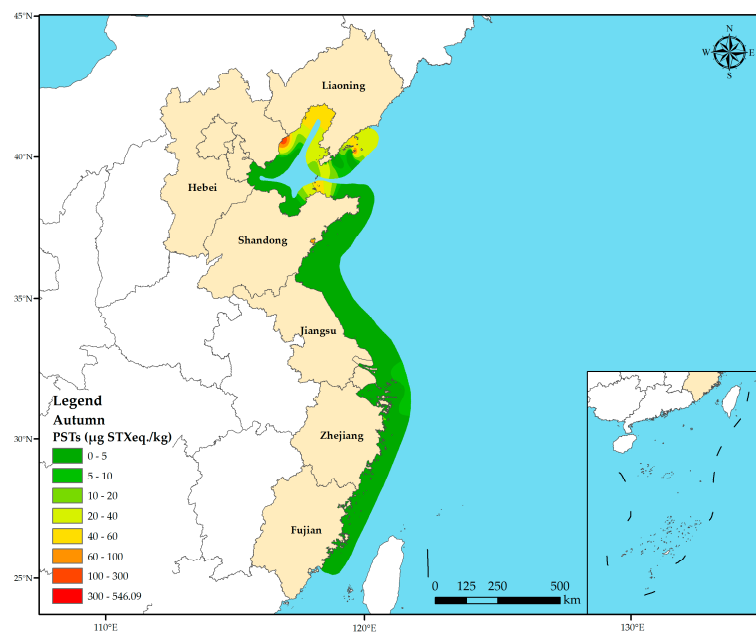 45°N
N
W E
S
Liaoning
40°N
Hebei
Shandong
35°N
Jiangsu
Legend
Autumn
PSTs (µg STXeq./kg)
0 - 5
5 - 10
10 - 20
20 - 40
40 - 60
60 - 100
100 - 300
300 - 546.09
30°N
Zhejiang
Fujian
25°N
0 125 250 500
km
110°E 120°E 130°E